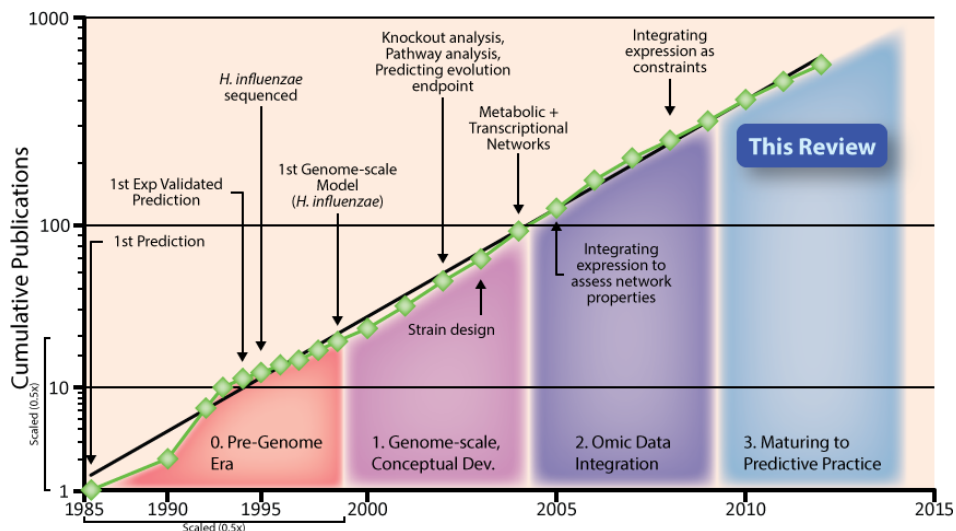 1000
100
10
1
Cumulative Publications
Scaled (0.5x)
1985
1990
1995
2000
2005
2010
2015
Scaled (0.5x)
1st Prediction
1st Exp Validated
Prediction
H. influenzae
sequenced
1st Genome-scale
Model
(H. influenzae)
Knockout analysis,
Pathway analysis,
Predicting evolution
endpoint
Metabolic +
Transcriptional
Networks
Strain design
Integrating
expression to
assess network
properties
Integrating
expression as
constraints
This Review
0. Pre-Genome
Era
1. Genome-scale,
Conceptual Dev.
2. Omic Data
Integration
3. Maturing to
Predictive Practice